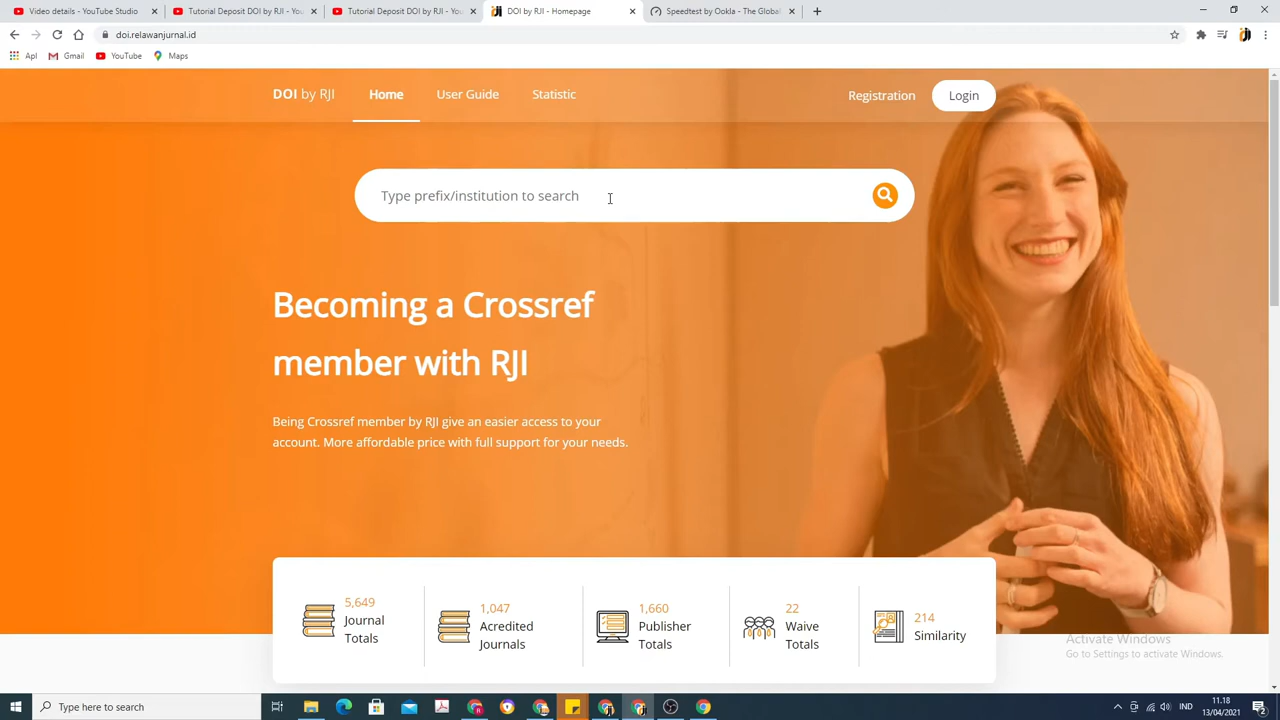 Video details - YouTube Studio
Tutorial Deposit DOI by RJI - You
Tutorial Deposit DOI by RJI - You
DOI by RJI - Homepage
Speedtest by Ookla - The Global
doi.relawanjurnal.id
Apl
Gmail
YouTube
Maps
DOI by RJI
Home
User Guide
Statistic
Registration
Login
Type prefix/institution to search
Becoming a Crossref
member with RJI
Being Crossref member by RJI give an easier access to your
account. More affordable price with full support for your needs.
5,649
Journal
Totals
1,047
Acredited
Journals
1,660
Publisher
Totals
22
Waive
Totals
214
Similarity
Activate Windows
Go to Settings to activate Windows.
Type here to search
IND
11.18
13/04/2021
2